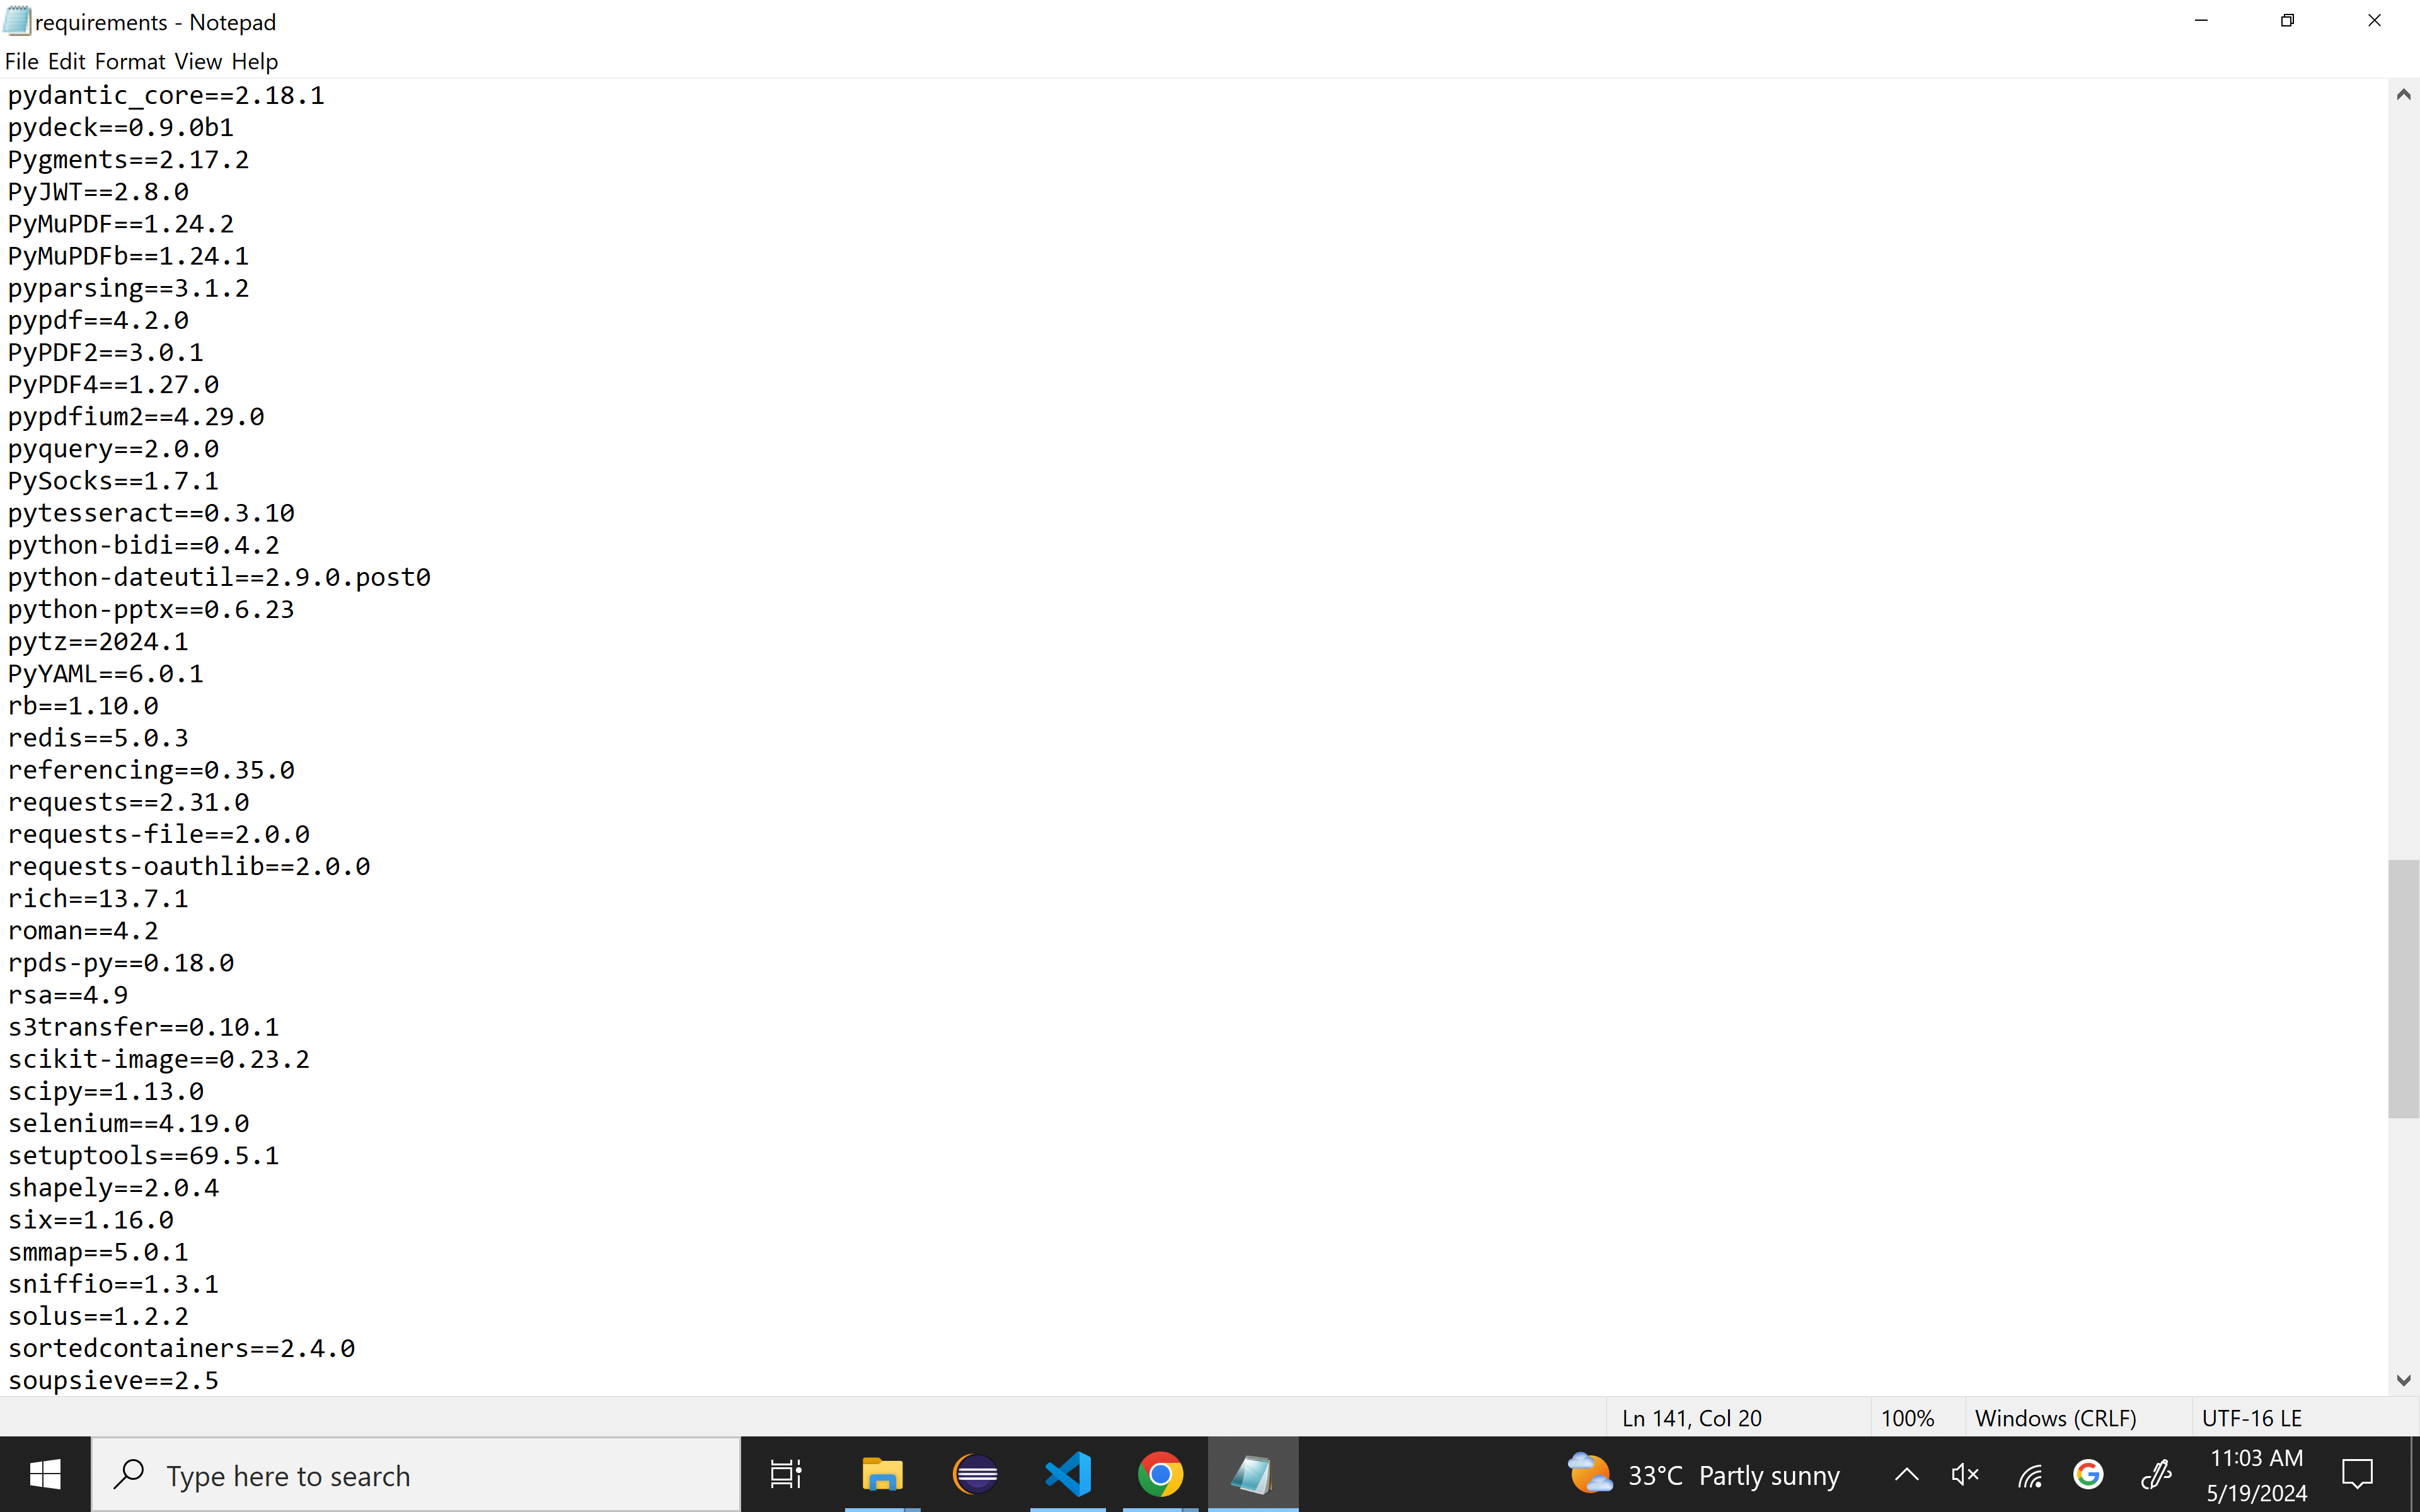 requirements - Notepad
File Edit Format View Help
pydantic_core==2.18.1
pydeck==0.9.0b1
Pygments==2.17.2
PyJWT==2.8.0
PyMuPDF==1.24.2
PyMuPDFb==1.24.1
pyparsing==3.1.2
pypdf==4.2.0
PyPDF2==3.0.1
PyPDF4==1.27.0
pypdfium2==4.29.0
pyquery==2.0.0
PySocks==1.7.1
pytesseract==0.3.10
python-bidi==0.4.2
python-dateutil==2.9.0.post0
python-pptx==0.6.23
pytz==2024.1
PyYAML==6.0.1
rb==1.10.0
redis==5.0.3
referencing==0.35.0
requests==2.31.0
requests-file==2.0.0
requests-oauthlib==2.0.0
rich==13.7.1
roman==4.2
rpds-py==0.18.0
rsa==4.9
s3transfer==0.10.1
scikit-image==0.23.2
scipy==1.13.0
selenium==4.19.0
setuptools==69.5.1
shapely==2.0.4
six==1.16.0
smmap==5.0.1
sniffio==1.3.1
solus==1.2.2
sortedcontainers==2.4.0
soupsieve==2.5
Ln 141, Col 20 100% Windows (CRLF) UTF-16 LE
Type here to search
33°C Partly sunny
11:03 AM
5/19/2024